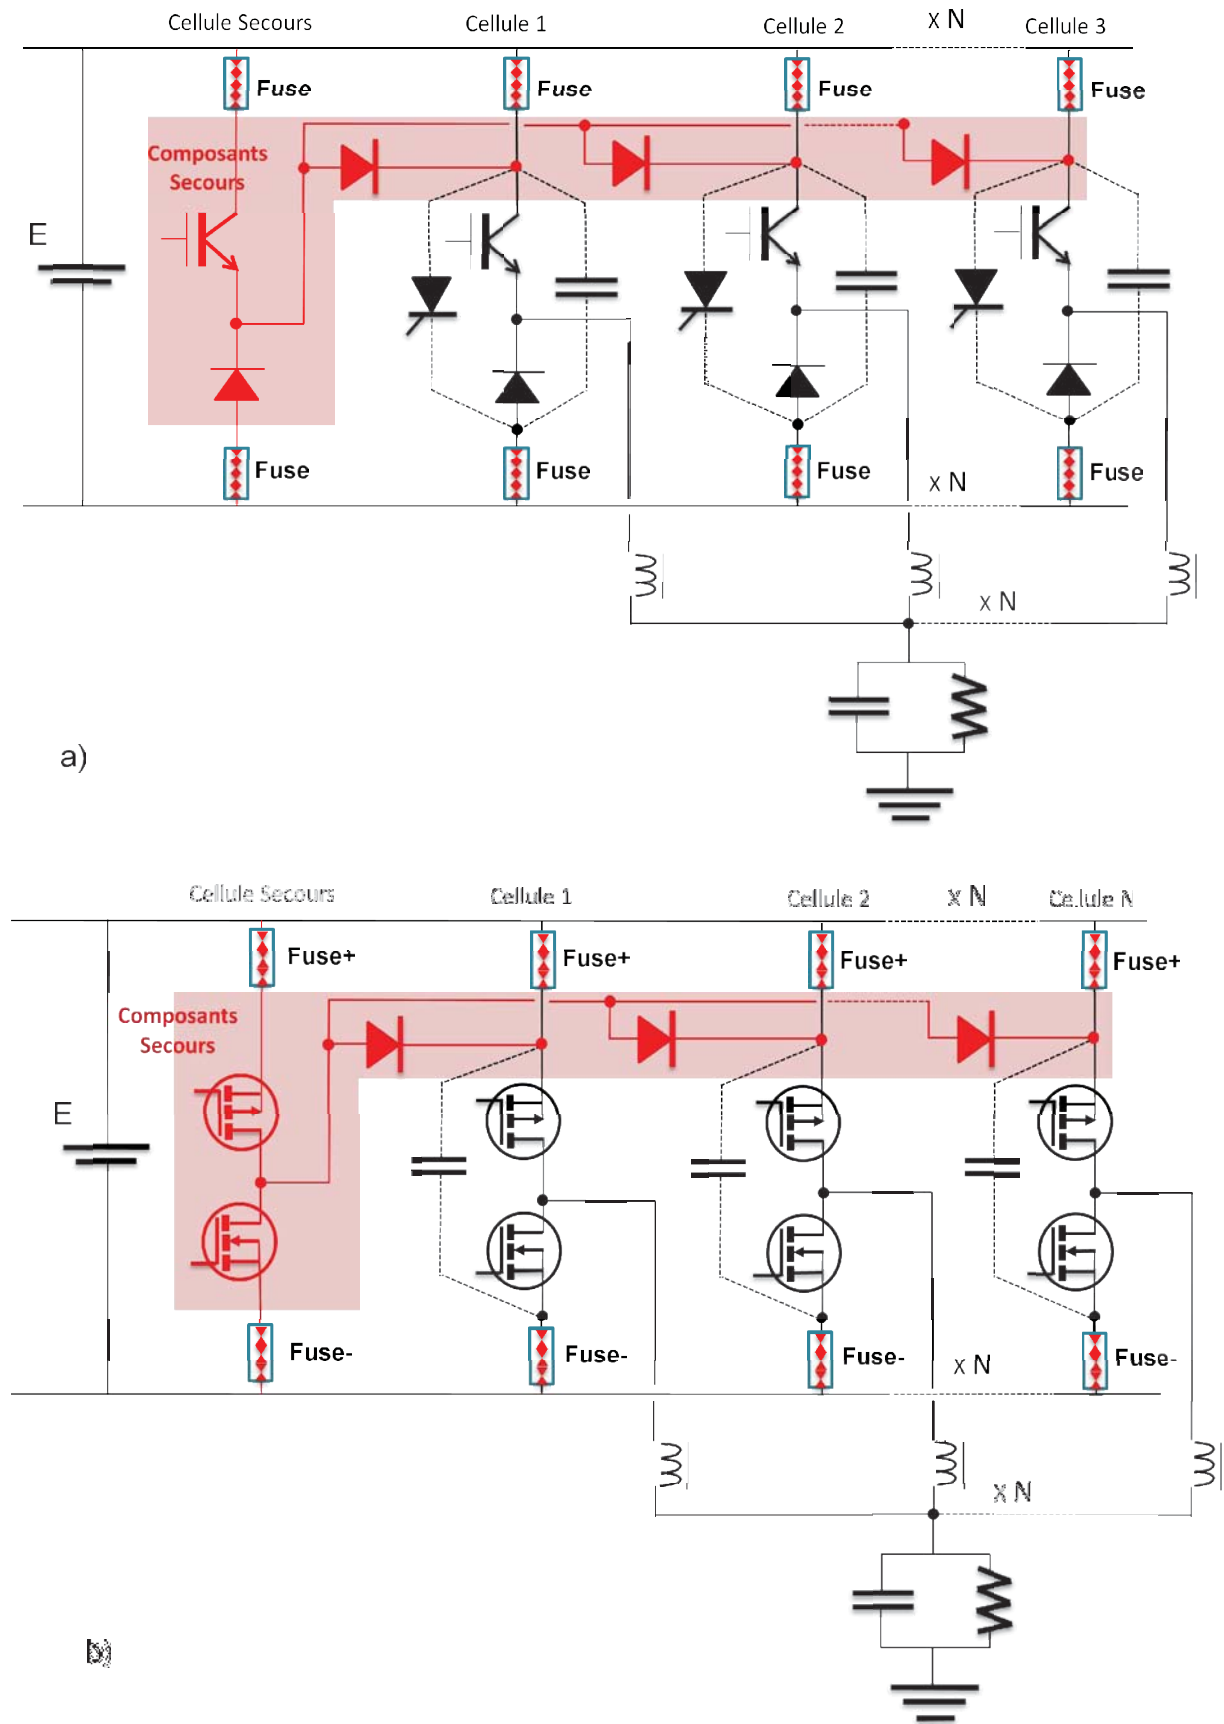 Cellule Secours Cellule 1 Cellule 2 x N Cellule 3
Fuse Fuse Fuse Fuse
Composants
Secours
E
Fuse Fuse Fuse x N Fuse
x N
a)
Cellule Secours Cellule 1 Cellule 2 x N Cellule N
Fuse+ Fuse+ Fuse+ Fuse+
Composants
Secours
E
Fuse- Fuse- Fuse- x N Fuse-
x N
b)